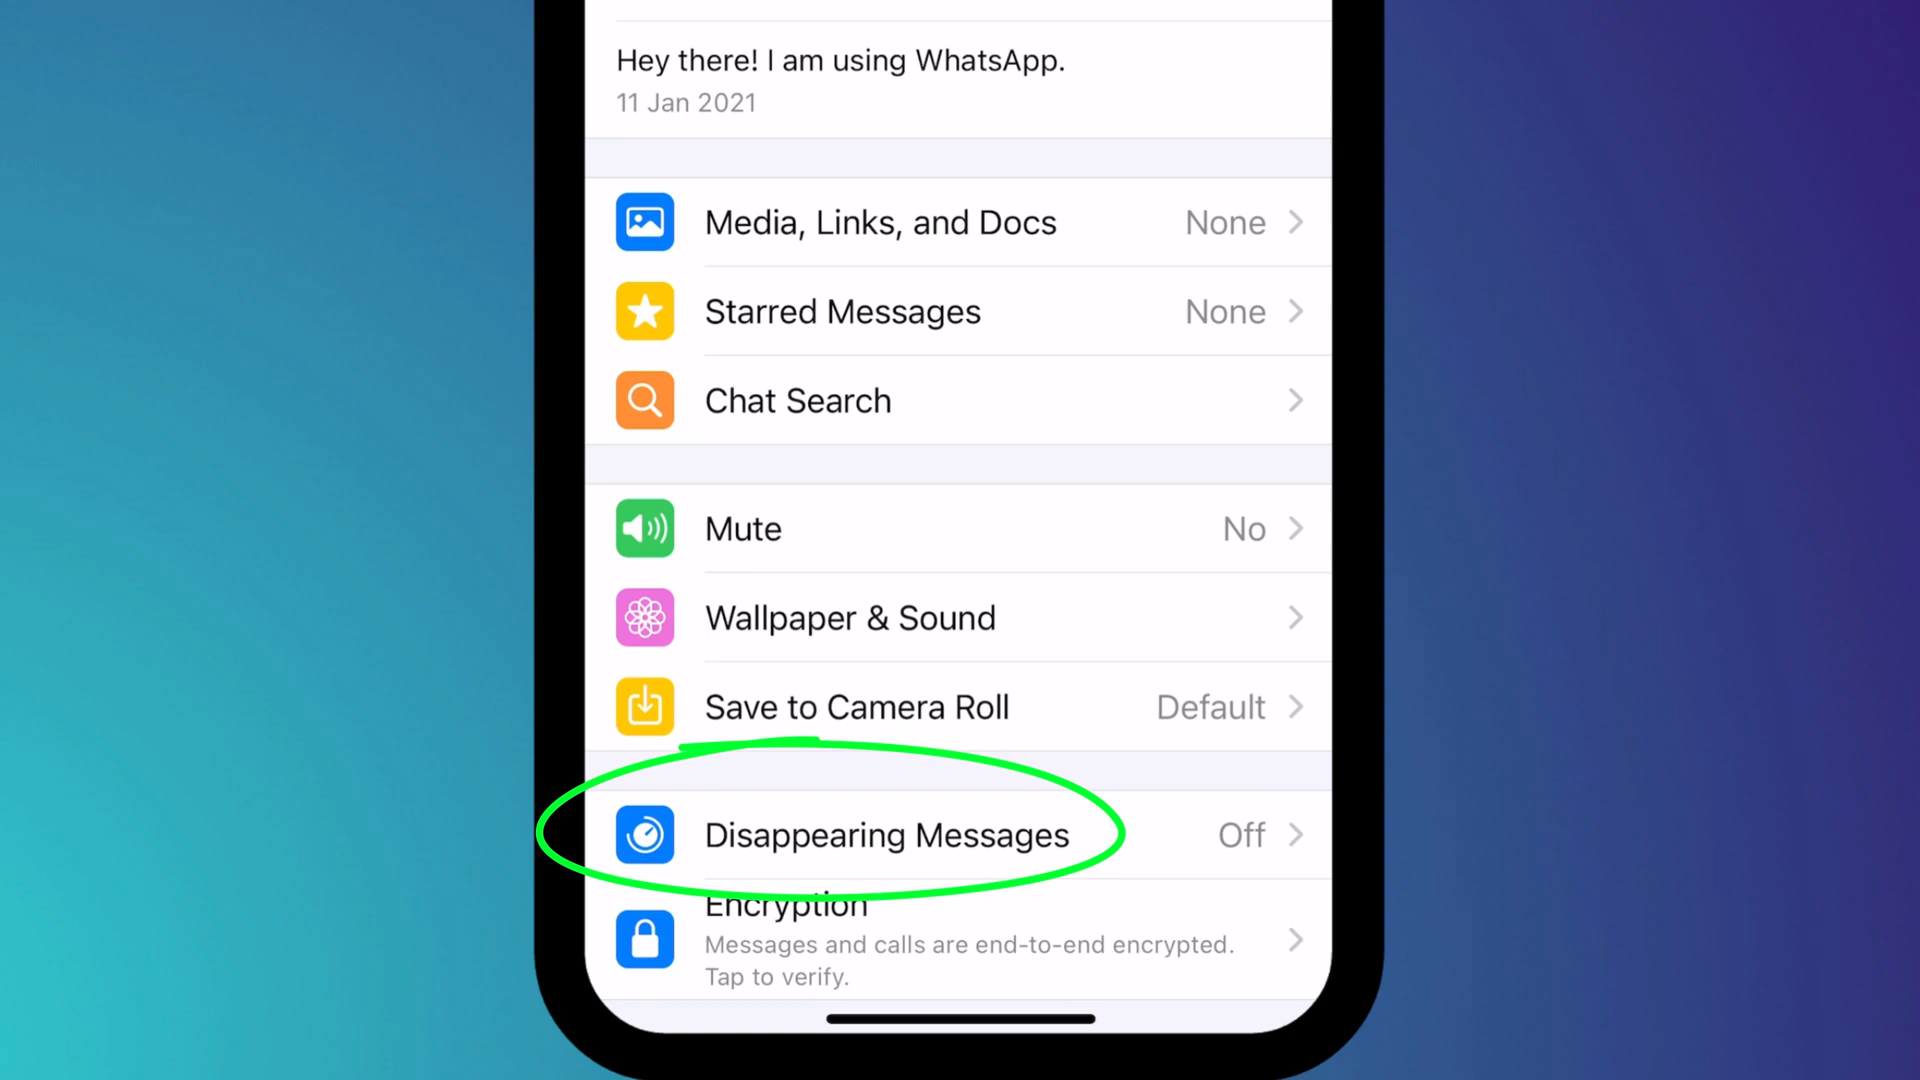 Hey there! I am using WhatsApp.
11 Jan 2021
Media, Links, and Docs None
Starred Messages None
Chat Search
Mute No
Wallpaper & Sound
Save to Camera Roll Default
Disappearing Messages Off
Encryption
Messages and calls are end-to-end encrypted.
Tap to verify.